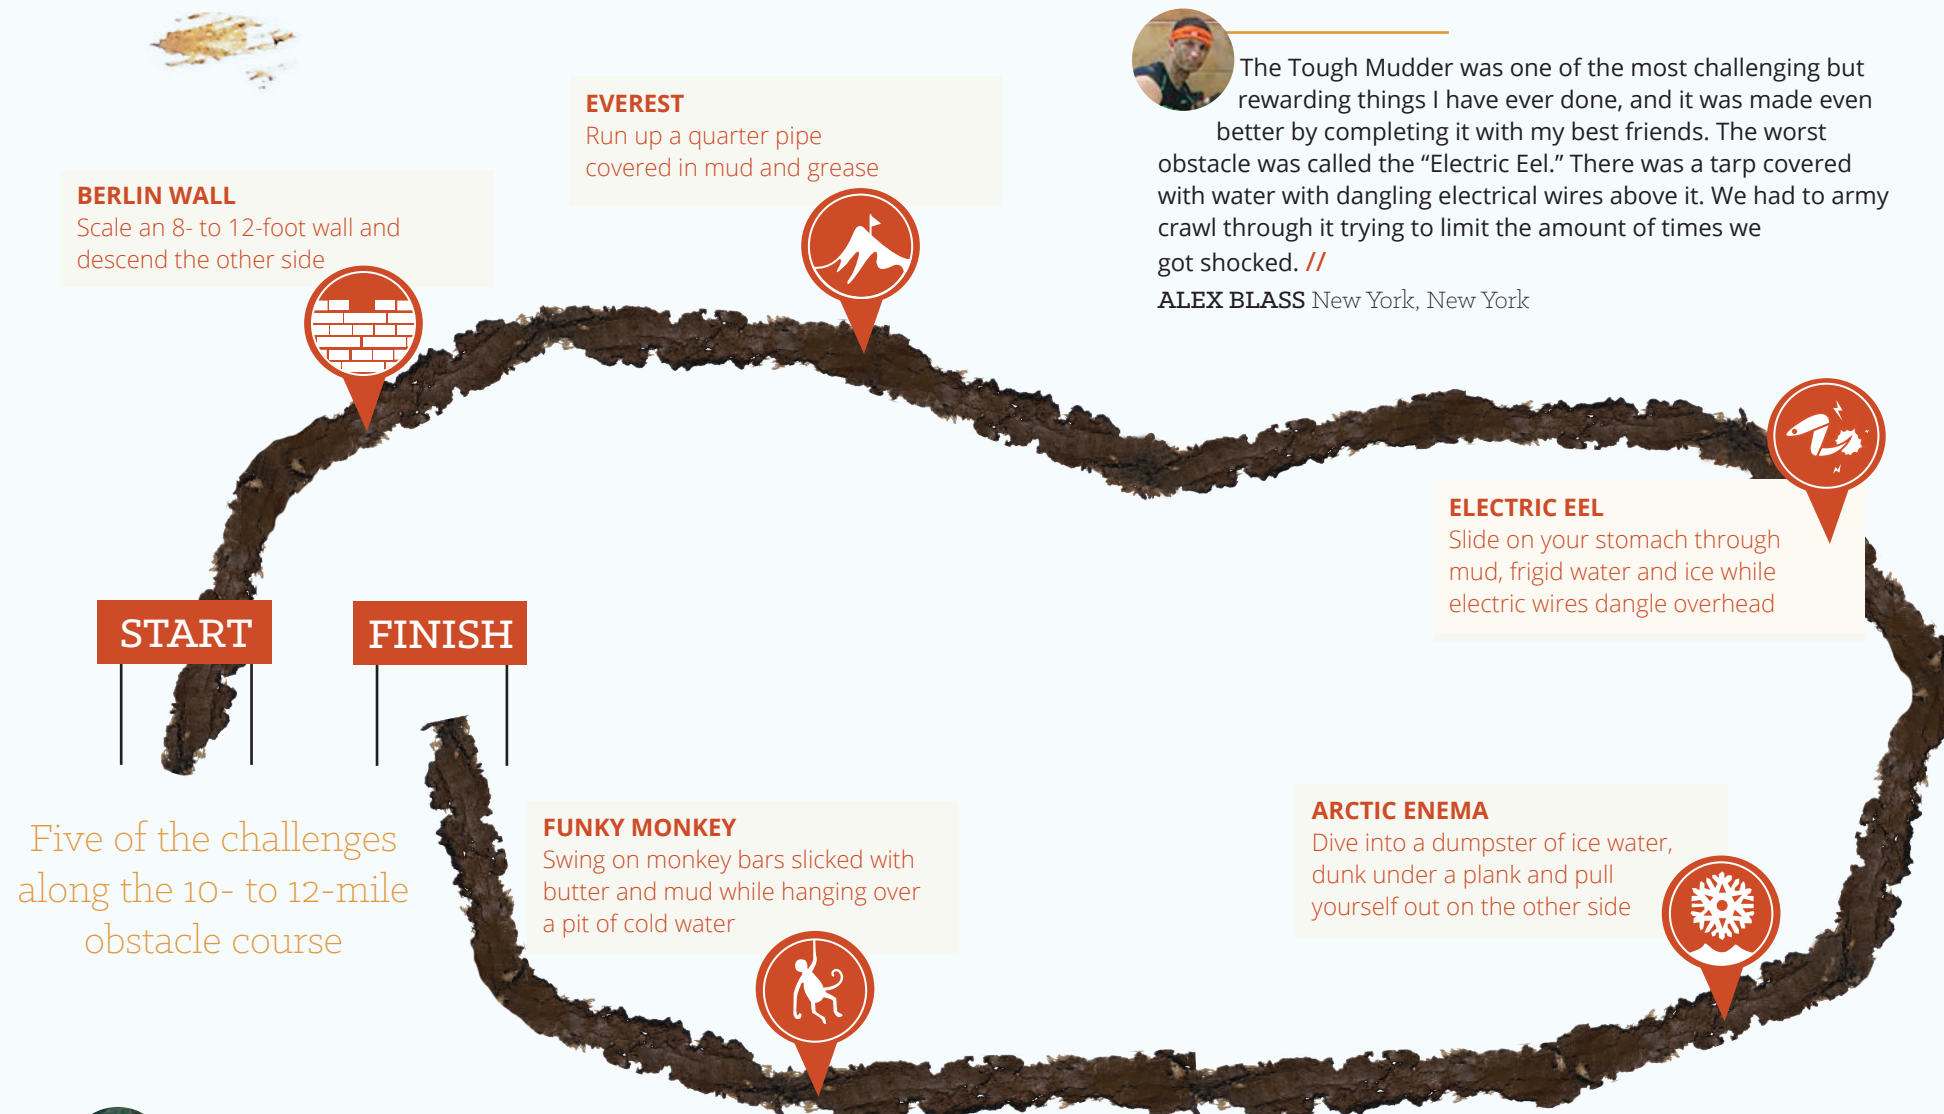 The Tough Mudder was one of the most challenging but
rewarding things I have ever done, and it was made even
better by completing it with my best friends. The worst
obstacle was called the “Electric Eel.” There was a tarp covered
with water with dangling electrical wires above it. We had to army
crawl through it trying to limit the amount of times we
got shocked. //
ALEX BLASS New York, New York
BERLIN WALL
Scale an 8- to 12-foot wall and
descend the other side
EVEREST
Run up a quarter pipe
covered in mud and grease
ELECTRIC EEL
Slide on your stomach through
mud, frigid water and ice while
electric wires dangle overhead
START
FINISH
Five of the challenges
along the 10- to 12-mile
obstacle course
FUNKY MONKEY
Swing on monkey bars slicked with
butter and mud while hanging over
a pit of cold water
ARCTIC ENEMA
Dive into a dumpster of ice water,
dunk under a plank and pull
yourself out on the other side